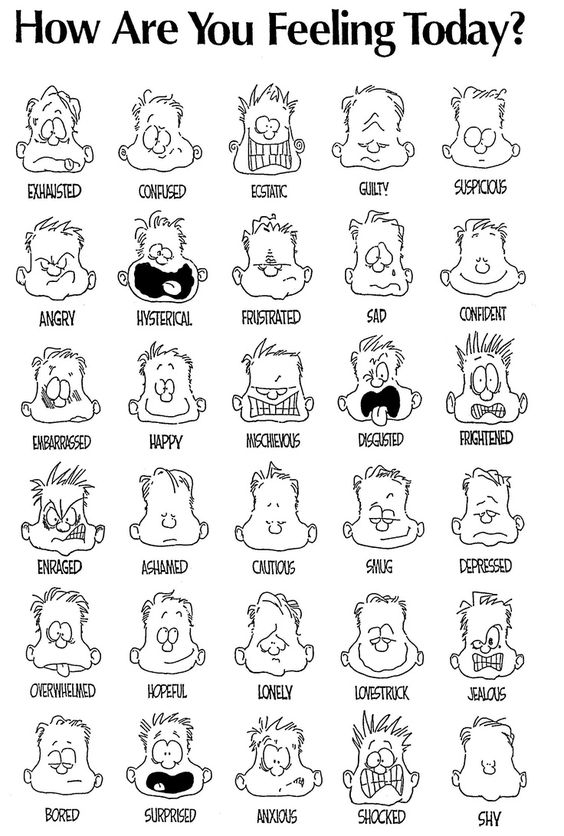 How Are You Feeling Today?
EXHAUSTED CONFUSED ECSTATIC GUILTY SUSPICIOUS
ANGRY HYSTERICAL FRUSTRATED SAD CONFIDENT
EMBARRASSED HAPPY MISCHIEVOUS DISGUSTED FRIGHTENED
ENRAGED ASHAMED CAUTIOUS SMUG DEPRESSED
OVERWHELMED HOPEFUL LONELY LOVESTRUCK JEALOUS
BORED SURPRISED ANXIOUS SHOCKED SHY